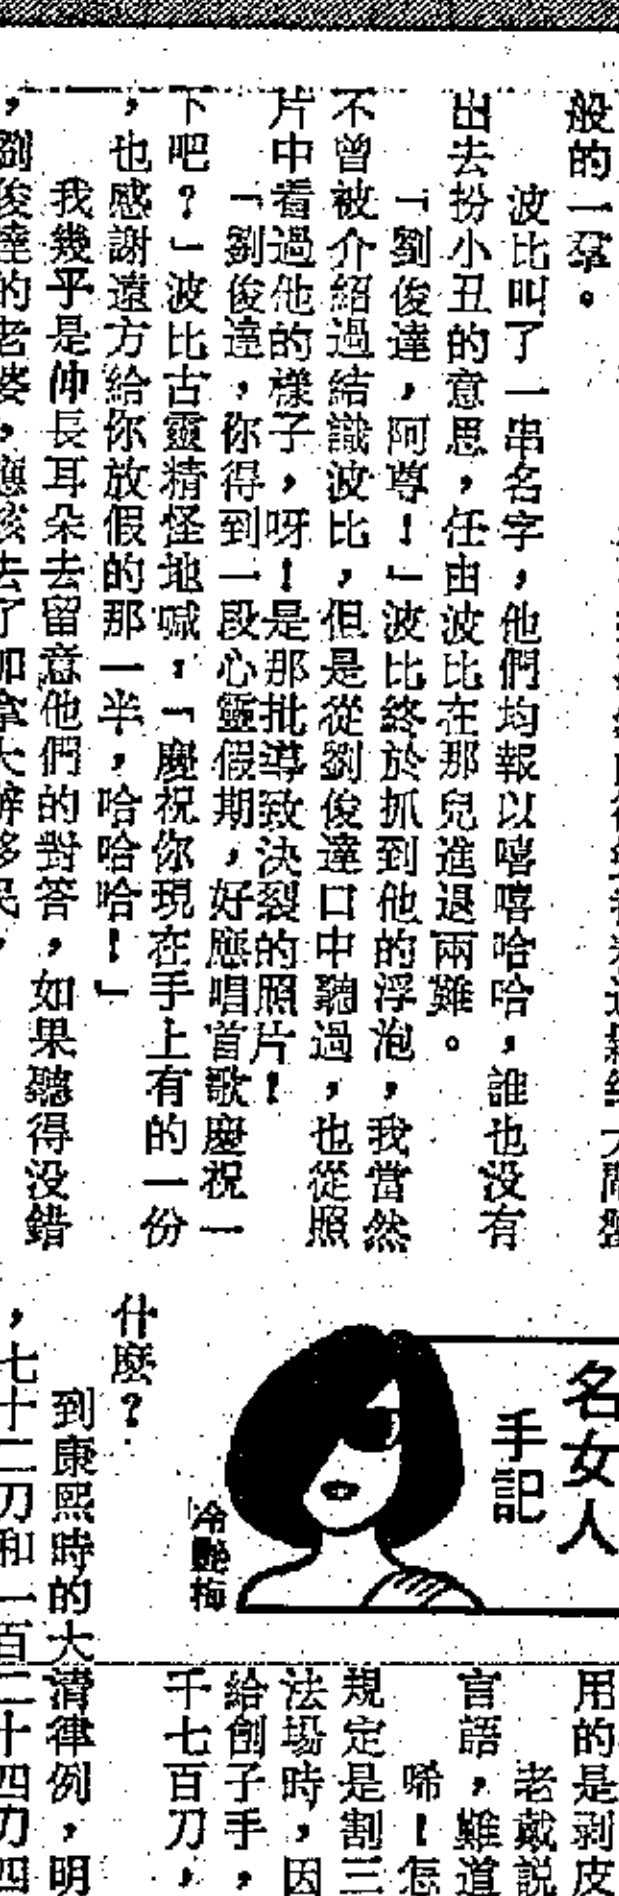 般的一羣。
波比叫了一串名字，他們均報以嘻嘻哈哈，誰也没有
出去扮小丑的意思，任由波比在那兒進退兩難。
「劉俊達，阿尊！」波比終於抓到他的浮泡，我當然
不曾被介紹過結識波比，但是從劉俊達口中聽過，也從照
片中看過他的樣子，呀！是那批導致決裂的照片！
「劉俊達，你得到一段心靈假期，好應唱首歌慶祝一
下吧？」波比古靈精怪地喊，「慶祝你現在手上有的一份
，也感謝遠方給你放假的那一半，哈哈哈！」
我幾乎是伸長耳朵去留意他們的對答，如果聽得没錯
，劉俊達的老婆，應該去了加拿大辦移民，
名女人
手記
冷艷梅
用的是剥皮
老戴説
言語，難道
唏！怎
規定是割三
法場時，因
給劊子手，
千七百刀，
什麽？
到康熙時的大清律例，明
，七十二刀和一百二十四刀四